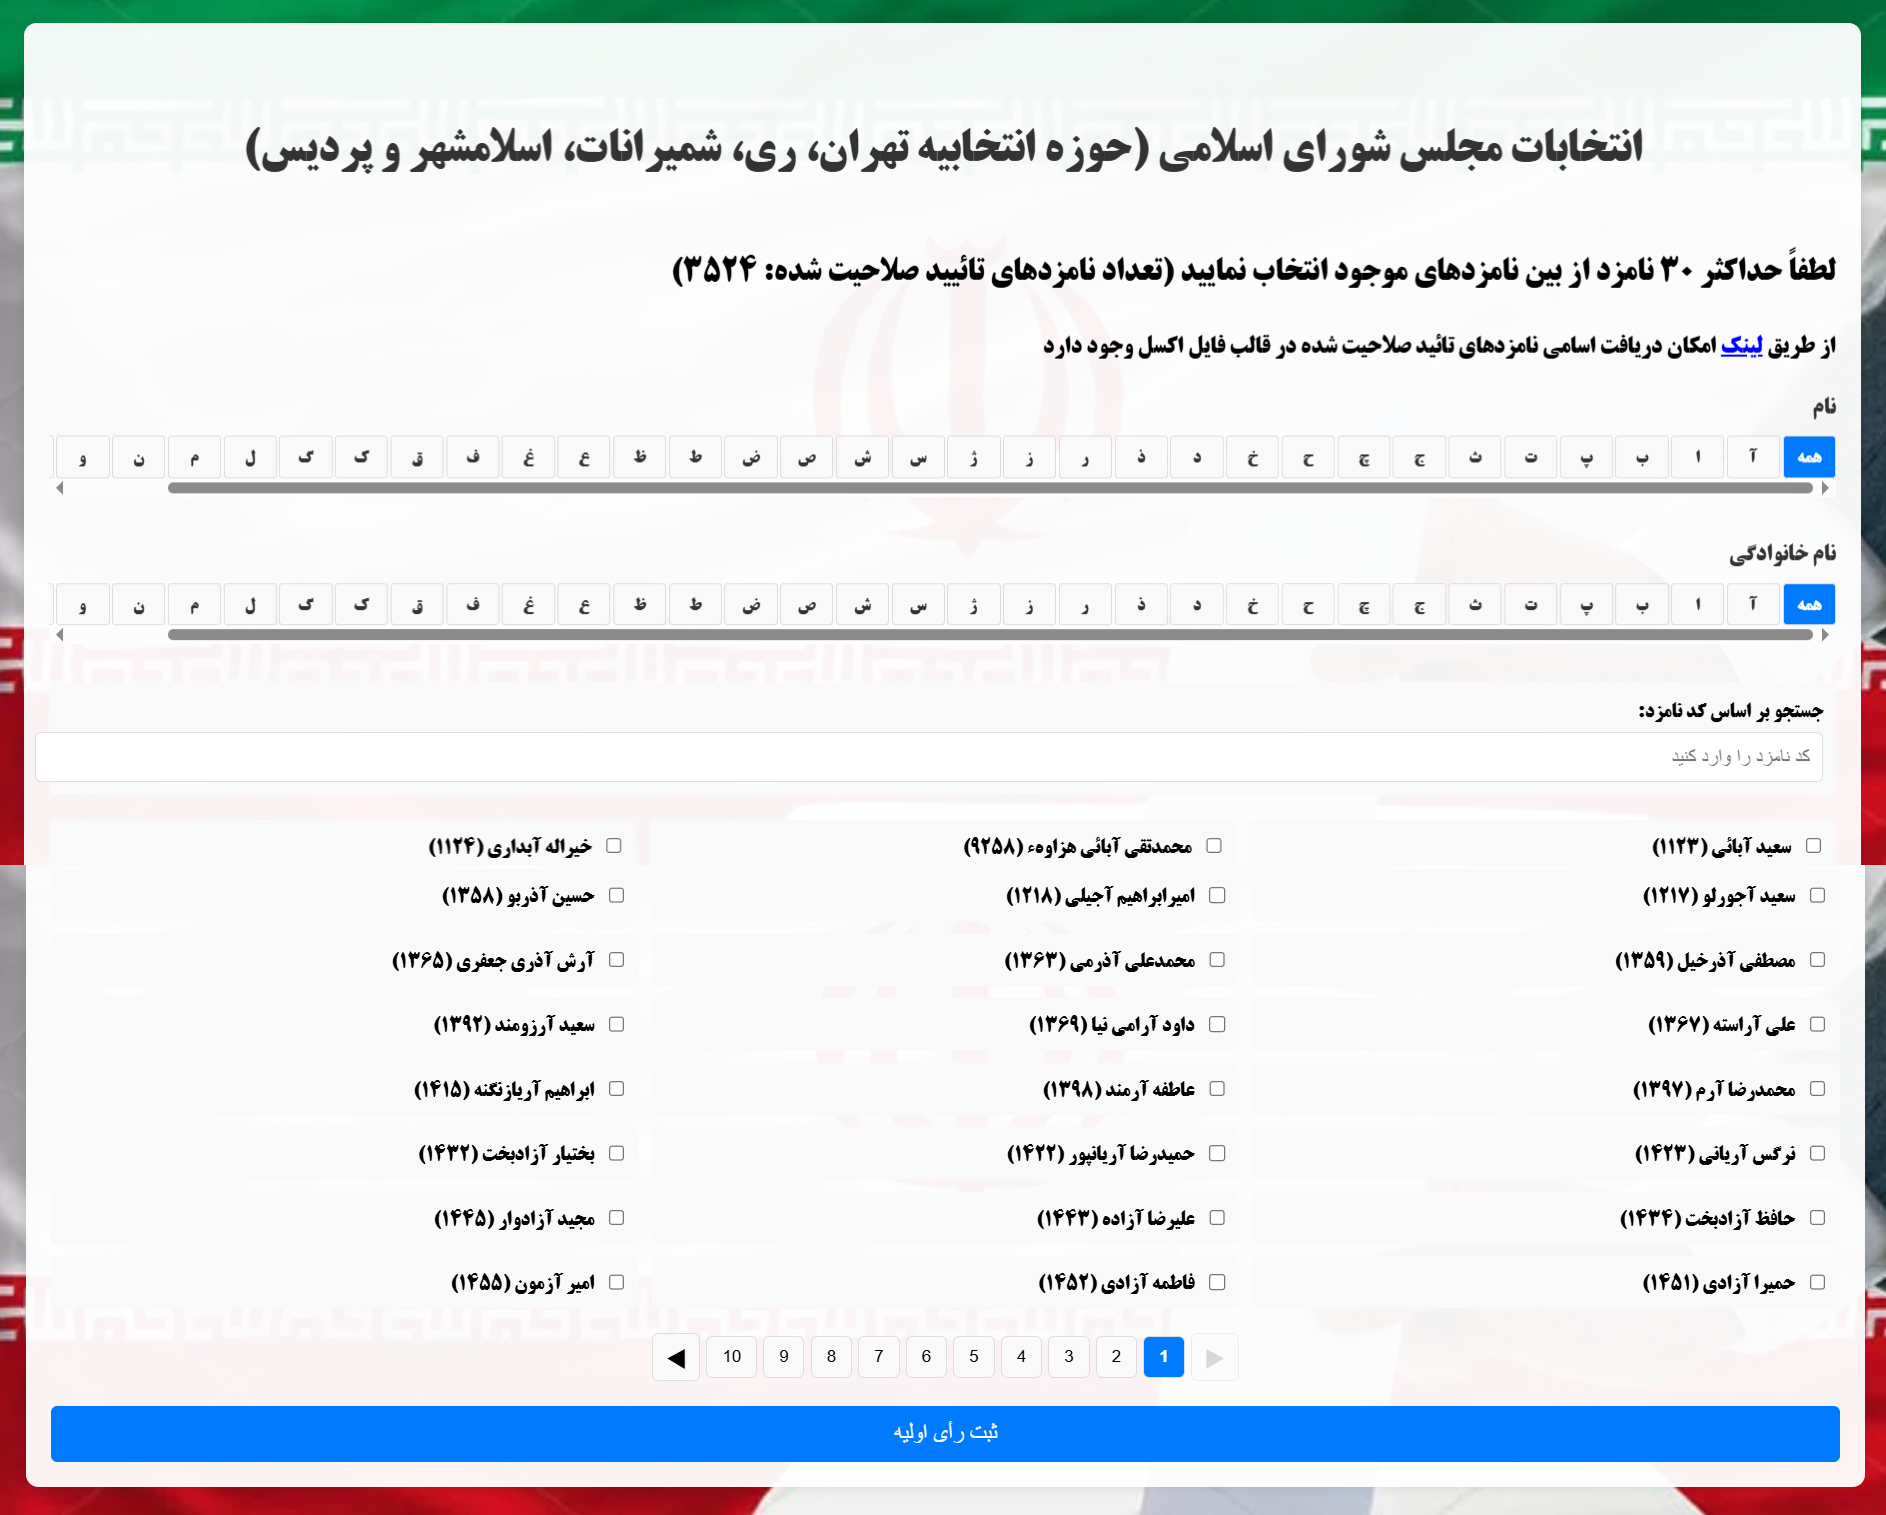 انتخابات مجلس شورای اسلامی (حوزه انتخابیه تهران، ری، شمیرانات، اسلامشهر و پردیس)
لطفاً حداکثر ۳۰ نامزد از بین نامزدهای موجود انتخاب نمایید (تعداد نامزدهای تائیید صلاحیت شده: ۳۵۲۴)
از طریق لینک امکان دریافت اسامی نامزدهای تائید صلاحیت شده در قالب فایل اکسل وجود دارد
نام
همه آ ا ب پ ت ث ج چ ح خ د ذ ر ز ژ س ش ص ض ط ظ ع غ ف ق ک گ ل م ن و
نام خانوادگی
همه آ ا ب پ ت ث ج چ ح خ د ذ ر ز ژ س ش ص ض ط ظ ع غ ف ق ک گ ل م ن و
جستجو بر اساس کد نامزد:
کد نامزد را وارد کنید
سعید آبائی (۱۱۲۳) محمدتقی آبائی هزاوهء (۹۲۵۸) خیراله آبداری (۱۱۲۴)
سعید آجورلو (۱۲۱۷) امیرابراهیم آجیلی (۱۲۱۸) حسین آذربو (۱۳۵۸)
مصطفی آذرخیل (۱۳۵۹) محمدعلی آذرمی (۱۳۶۳) آرش آذری جعفری (۱۳۶۵)
علی آراسته (۱۳۶۷) داود آرامی نیا (۱۳۶۹) سعید آرزومند (۱۳۹۲)
محمدرضا آرم (۱۳۹۷) عاطفه آرمند (۱۳۹۸) ابراهیم آریازنگنه (۱۴۱۵)
نرگس آریانی (۱۴۲۳) حمیدرضا آریانپور (۱۴۲۲) بختیار آزادبخت (۱۴۳۲)
حافظ آزادبخت (۱۴۳۴) علیرضا آزاده (۱۴۴۳) مجید آزادوار (۱۴۴۵)
حمیرا آزادی (۱۴۵۱) فاطمه آزادی (۱۴۵۲) امیر آزمون (۱۴۵۵)
1 2 3 4 5 6 7 8 9 10
ثبت رأی اولیه